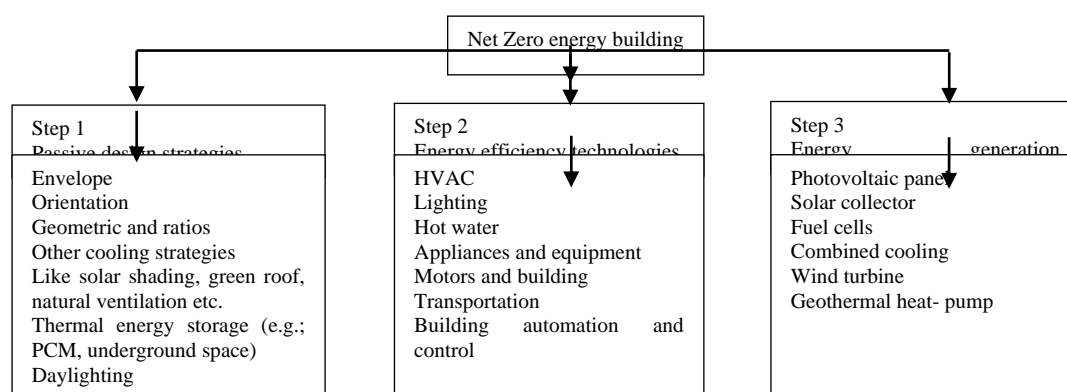 Net Zero energy building
Step 1
Passive design strategies
Envelope
Orientation
Geometric and ratios
Other cooling strategies
Like solar shading, green roof,
natural ventilation etc.
Thermal energy storage (e.g.;
PCM, underground space)
Daylighting
Step 2
Energy efficiency technologies
HVAC
Lighting
Hot water
Appliances and equipment
Motors and building
Transportation
Building automation and
control
Step 3
Energy generation
Photovoltaic panel
Solar collector
Fuel cells
Combined cooling
Wind turbine
Geothermal heat- pump